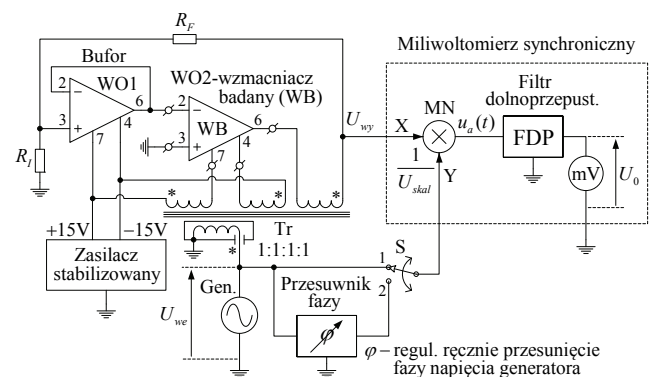 R_F
Miliwoltomierz synchroniczny
Bufor
WO1
2
−
6
3
+
7
4
R_I
WO2-wzmacniacz
badany (WB)
2
−
WB
6
3
+
7
4
U_wy
X
MN
u_a(t)
Filtr
dolnoprzepust.
FDP
1
U_skal
Y
mV
U_0
*
*
*
*
Tr
1:1:1:1
+15V
−15V
Zasilacz
stabilizowany
U_we
Gen.
S
1
2
Przesuwnik
fazy
φ
φ – regul. ręcznie przesunięcie
fazy napięcia generatora